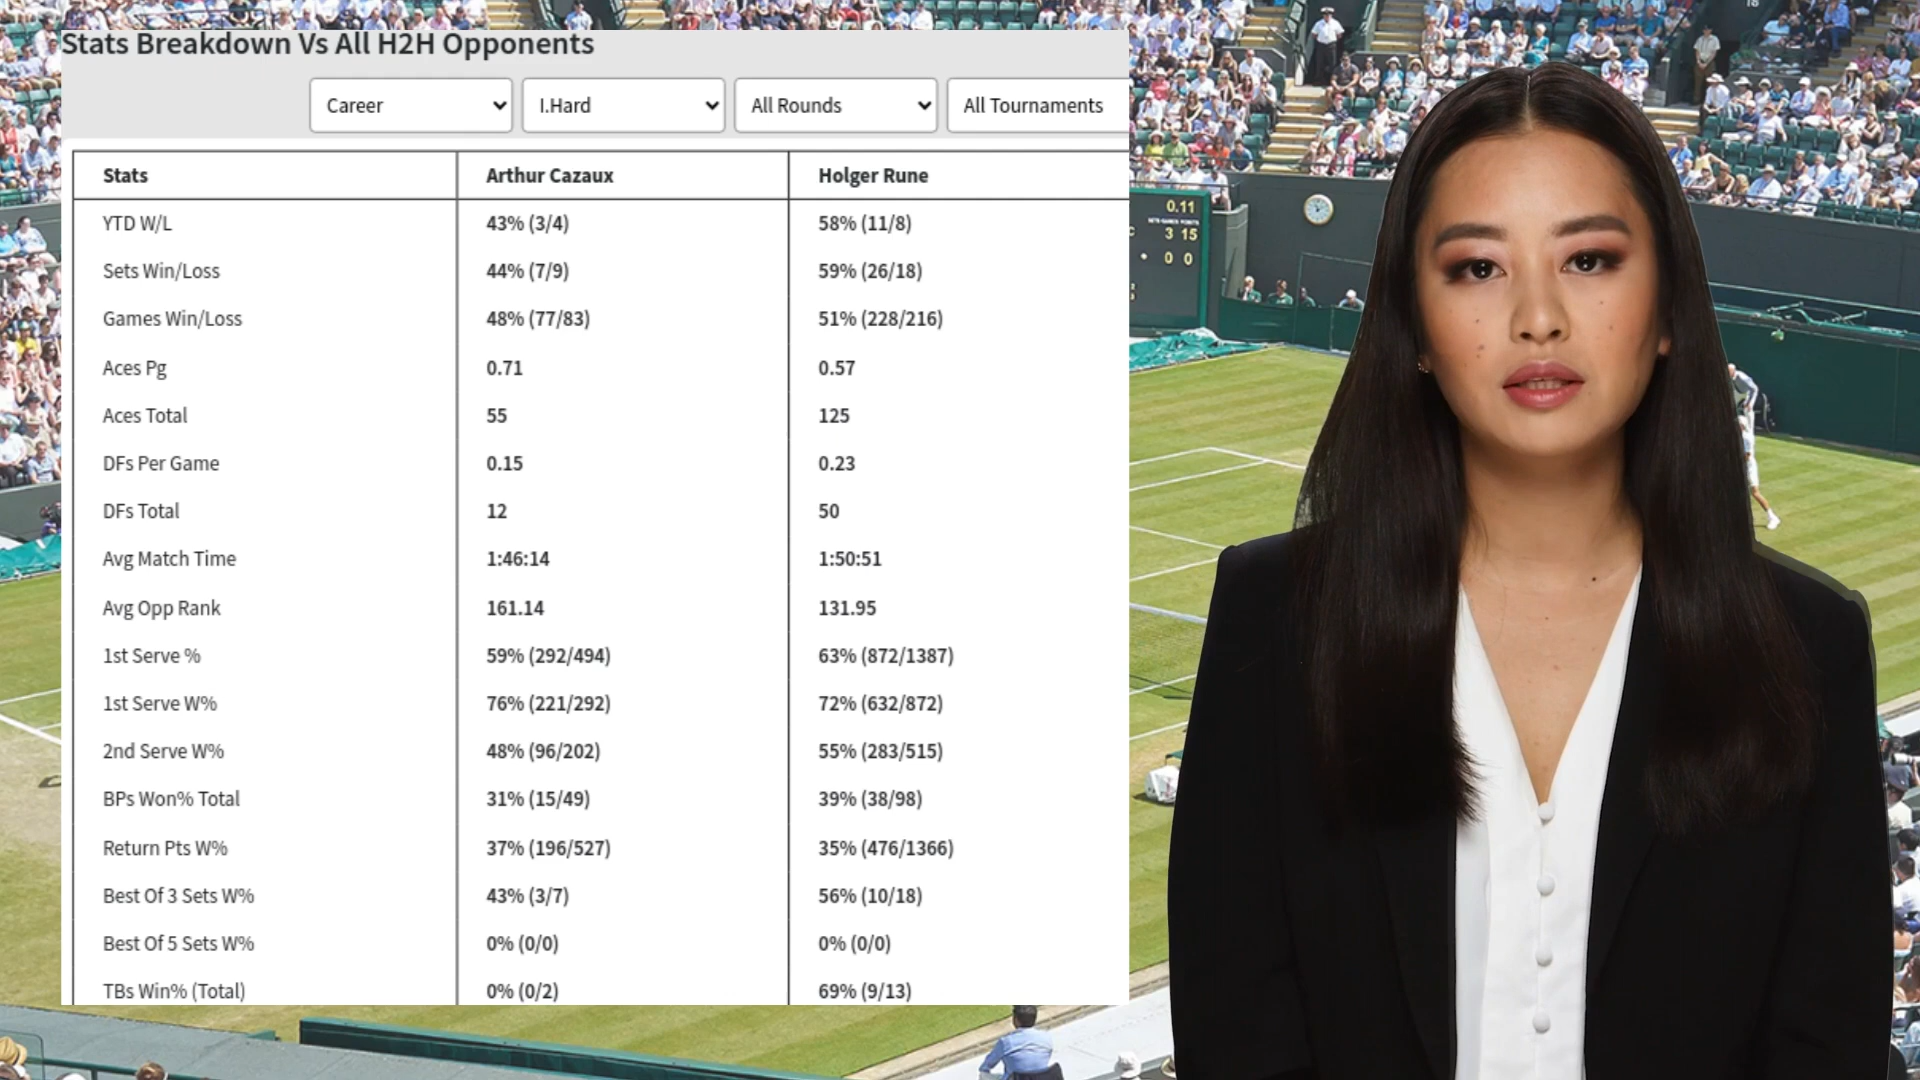 Stats Breakdown Vs All H2H Opponents
Career I.Hard All Rounds All Tournaments
Stats Arthur Cazaux Holger Rune
YTD W/L 43% (3/4) 58% (11/8)
Sets Win/Loss 44% (7/9) 59% (26/18)
Games Win/Loss 48% (77/83) 51% (228/216)
Aces Pg 0.71 0.57
Aces Total 55 125
DFs Per Game 0.15 0.23
DFs Total 12 50
Avg Match Time 1:46:14 1:50:51
Avg Opp Rank 161.14 131.95
1st Serve % 59% (292/494) 63% (872/1387)
1st Serve W% 76% (221/292) 72% (632/872)
2nd Serve W% 48% (96/202) 55% (283/515)
BPs Won% Total 31% (15/49) 39% (38/98)
Return Pts W% 37% (196/527) 35% (476/1366)
Best Of 3 Sets W% 43% (3/7) 56% (10/18)
Best Of 5 Sets W% 0% (0/0) 0% (0/0)
TBs Win% (Total) 0% (0/2) 69% (9/13)
0.11
3 15
0 0